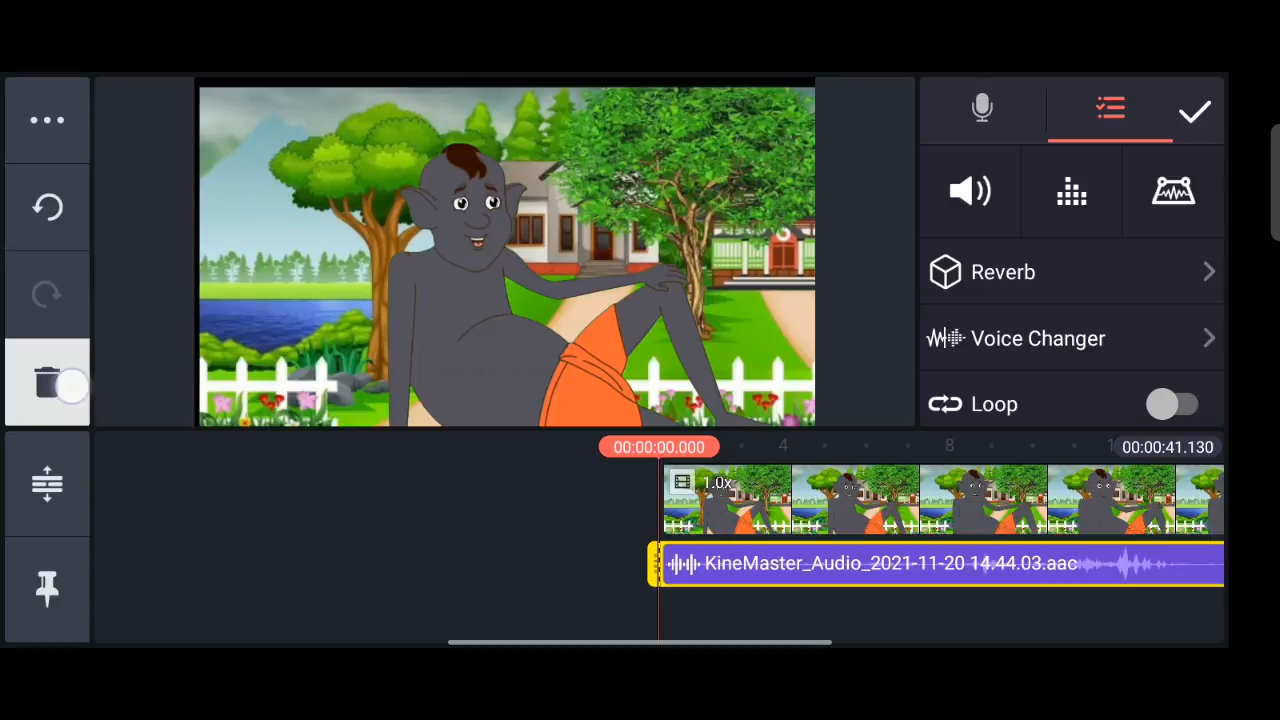 Reverb
Voice Changer
Loop
00:00:00.000
4
8
1
00:00:41.130
1.0x
KineMaster_Audio_2021-11-20 14.44.03.aac